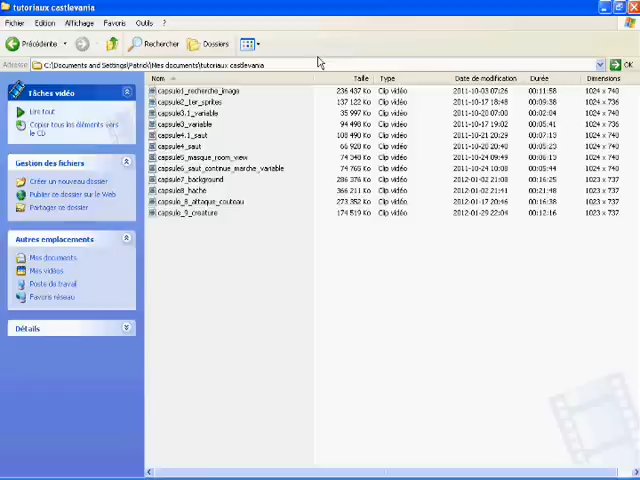 tutoriaux castlevania
Fichier Edition Affichage Favoris Outils ?
Précédente Rechercher Dossiers
Adresse C:\Documents and Settings\Patrick\Mes documents\tutoriaux castlevania OK
Tâches vidéo
Lire tout
Copier tous les éléments vers
le CD
Gestion des fichiers
Créer un nouveau dossier
Publier ce dossier sur le Web
Partager ce dossier
Autres emplacements
Mes documents
Mes vidéos
Poste de travail
Favoris réseau
Détails
Nom Taille Type Date de modification Durée Dimensions
capsule1_recherche_image 236 437 Ko Clip vidéo 2011-10-03 07:26 00:11:58 1024 x 740
capsule2_ter_sprites 137 122 Ko Clip vidéo 2011-10-17 18:48 00:09:38 1024 x 740
capsule3.1_variable 35 997 Ko Clip vidéo 2011-10-20 07:00 00:02:04 1024 x 740
capsule3_variable 94 498 Ko Clip vidéo 2011-10-17 19:02 00:05:41 1024 x 740
capsule4.1_saut 108 490 Ko Clip vidéo 2011-10-21 20:29 00:07:13 1024 x 740
capsule4_saut 66 928 Ko Clip vidéo 2011-10-20 20:40 00:05:23 1024 x 740
capsule5_masque_room_view 74 348 Ko Clip vidéo 2011-10-24 09:49 00:06:13 1024 x 740
capsule6_saut_continue_marche_variable 74 765 Ko Clip vidéo 2011-10-24 10:08 00:05:44 1024 x 740
capsule7_background 286 376 Ko Clip vidéo 2012-01-02 21:08 00:16:25 1023 x 737
capsule8_hache 366 211 Ko Clip vidéo 2012-01-02 21:41 00:21:48 1023 x 737
capsule_8_attaque_couteau 273 352 Ko Clip vidéo 2012-01-17 20:46 00:16:38 1023 x 737
capsule_9_creature 174 519 Ko Clip vidéo 2012-01-29 22:04 00:12:16 1023 x 737